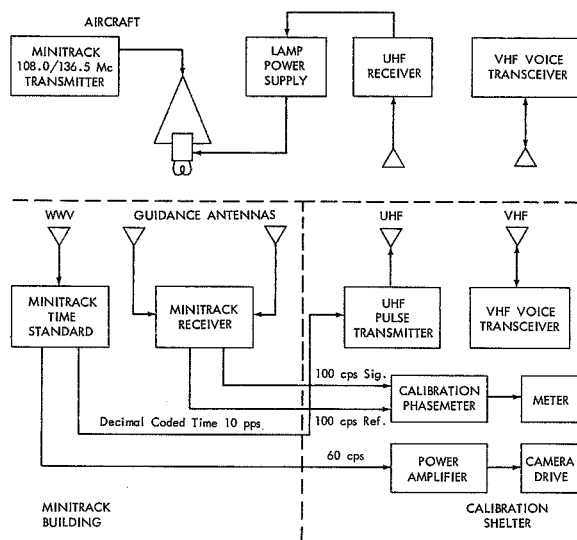 AIRCRAFT
MINITRACK
108.0/136.5 Mc
TRANSMITTER
LAMP
POWER
SUPPLY
UHF
RECEIVER
VHF VOICE
TRANSCEIVER
WWV
GUIDANCE ANTENNAS
UHF
VHF
MINITRACK
TIME
STANDARD
MINITRACK
RECEIVER
UHF
PULSE
TRANSMITTER
VHF VOICE
TRANSCEIVER
100 cps Sig.
CALIBRATION
PHASEMETER
METER
Decimal Coded Time 10 pps
100 cps Ref.
60 cps
POWER
AMPLIFIER
CAMERA
DRIVE
MINITRACK
BUILDING
CALIBRATION
SHELTER